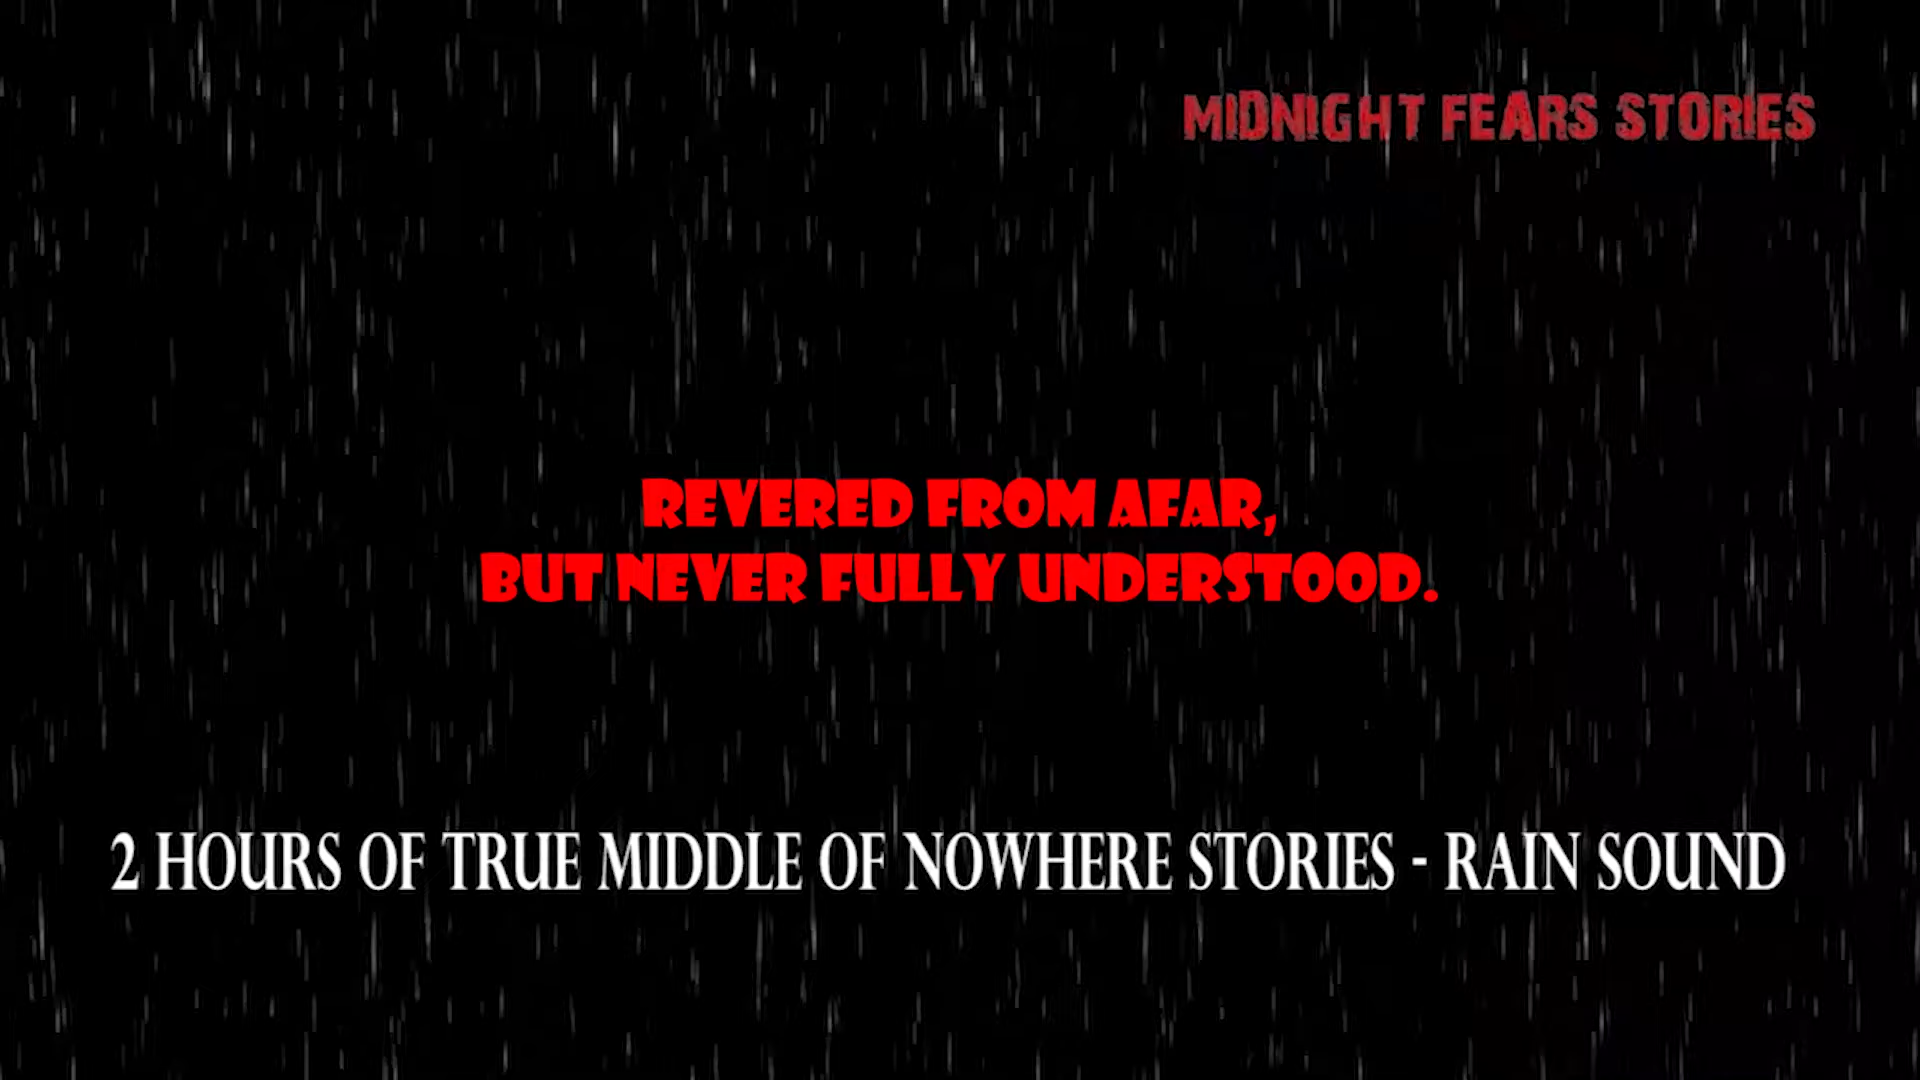 MIDNIGHT FEARS STORIES
REVERED FROM AFAR,
BUT NEVER FULLY UNDERSTOOD.
2 HOURS OF TRUE MIDDLE OF NOWHERE STORIES - RAIN SOUND